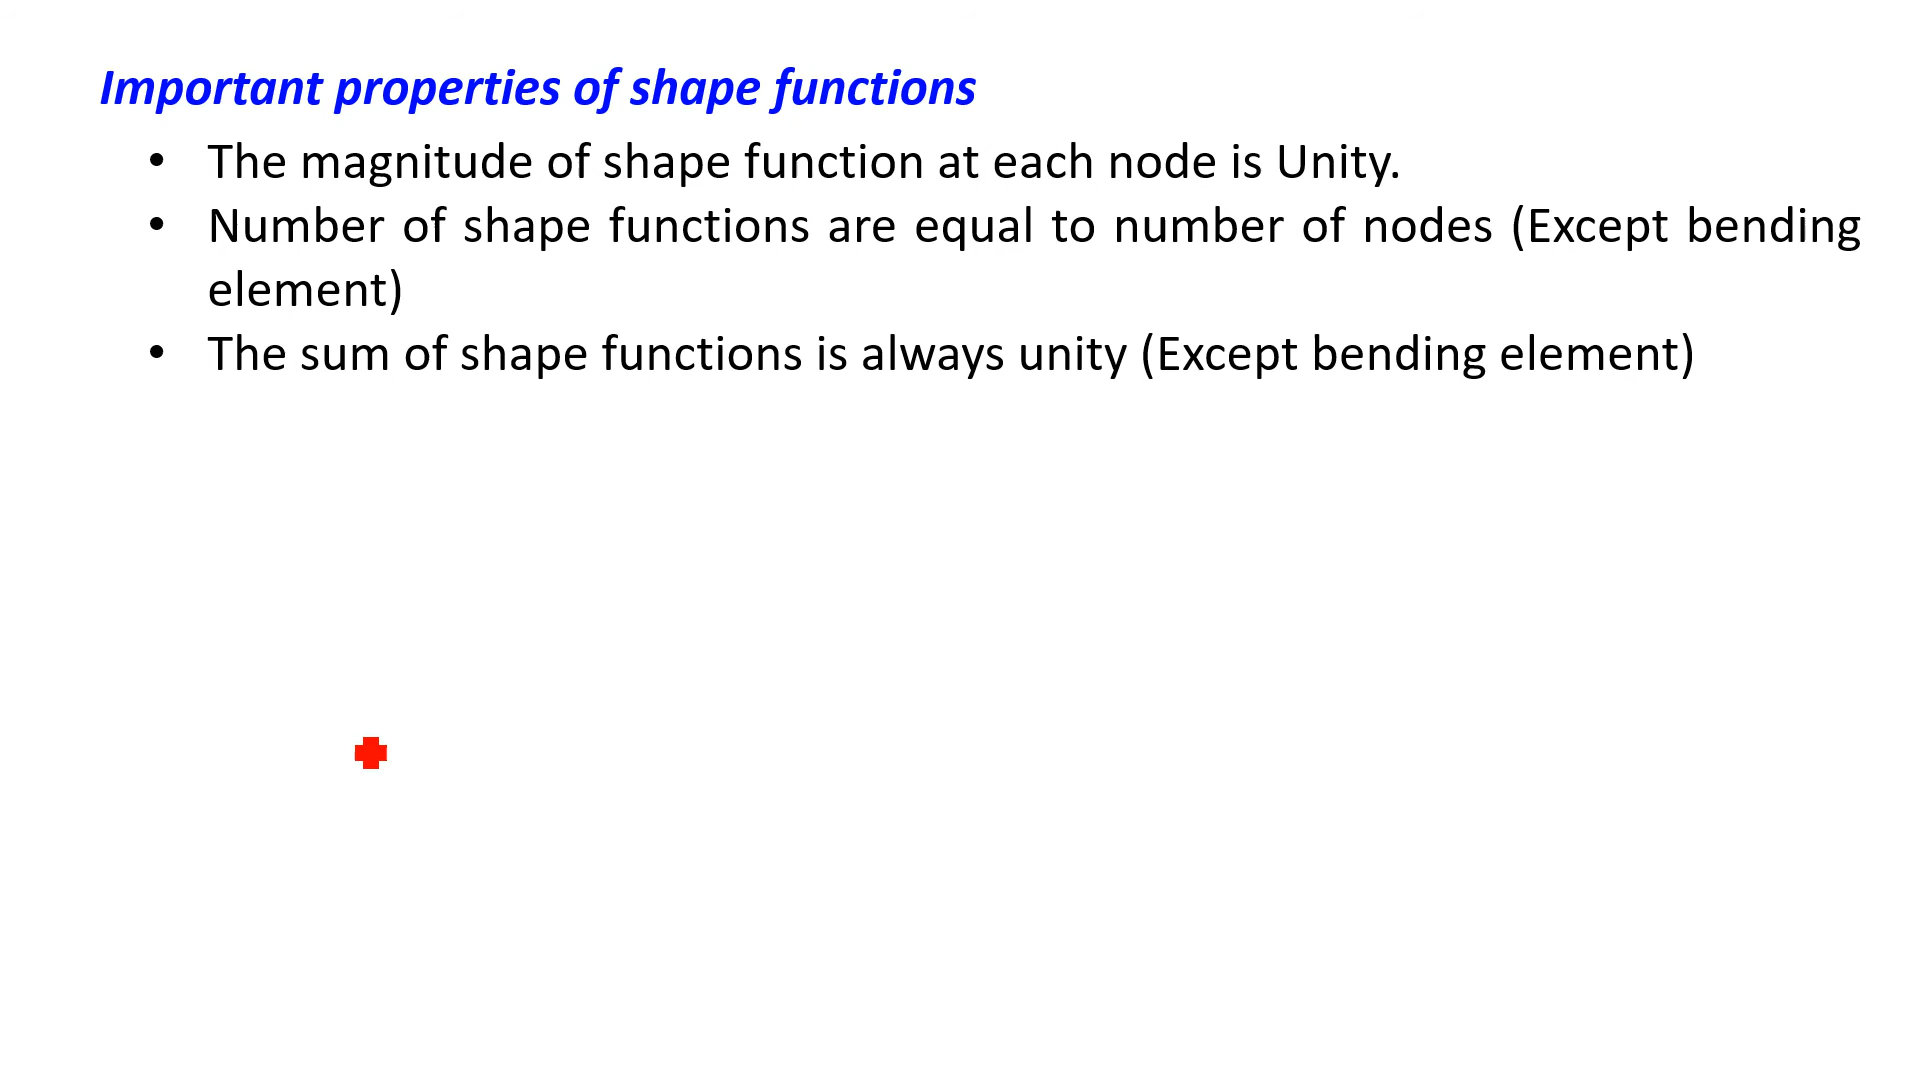 Important properties of shape functions
• The magnitude of shape function at each node is Unity.
• Number of shape functions are equal to number of nodes (Except bending
element)
• The sum of shape functions is always unity (Except bending element)